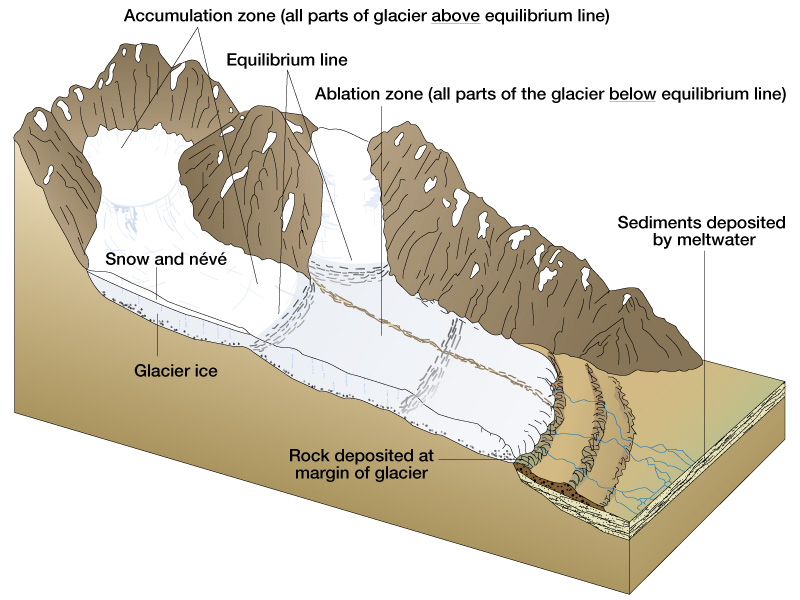 Accumulation zone (all parts of glacier above equilibrium line)
Equilibrium line
Ablation zone (all parts of the glacier below equilibrium line)
Sediments deposited
by meltwater
Snow and névé
Glacier ice
Rock deposited at
margin of glacier